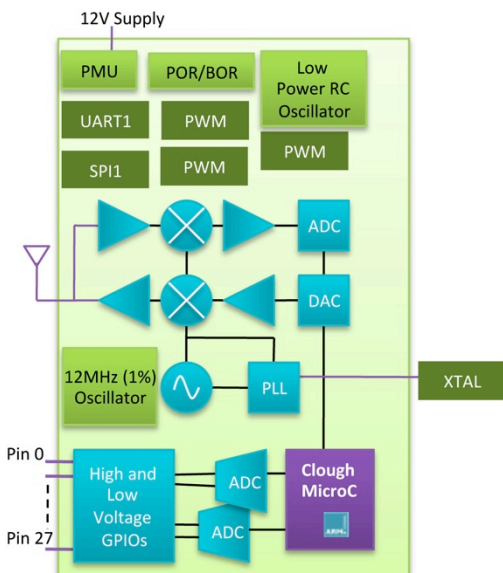 12V Supply
PMU
POR/BOR
Low
Power RC
Oscillator
UART1
PWM
PWM
SPI1
PWM
ADC
DAC
12MHz (1%)
Oscillator
PLL
XTAL
Pin 0
Pin 27
High and
Low
Voltage
GPIOs
ADC
ADC
Clough
MicroC